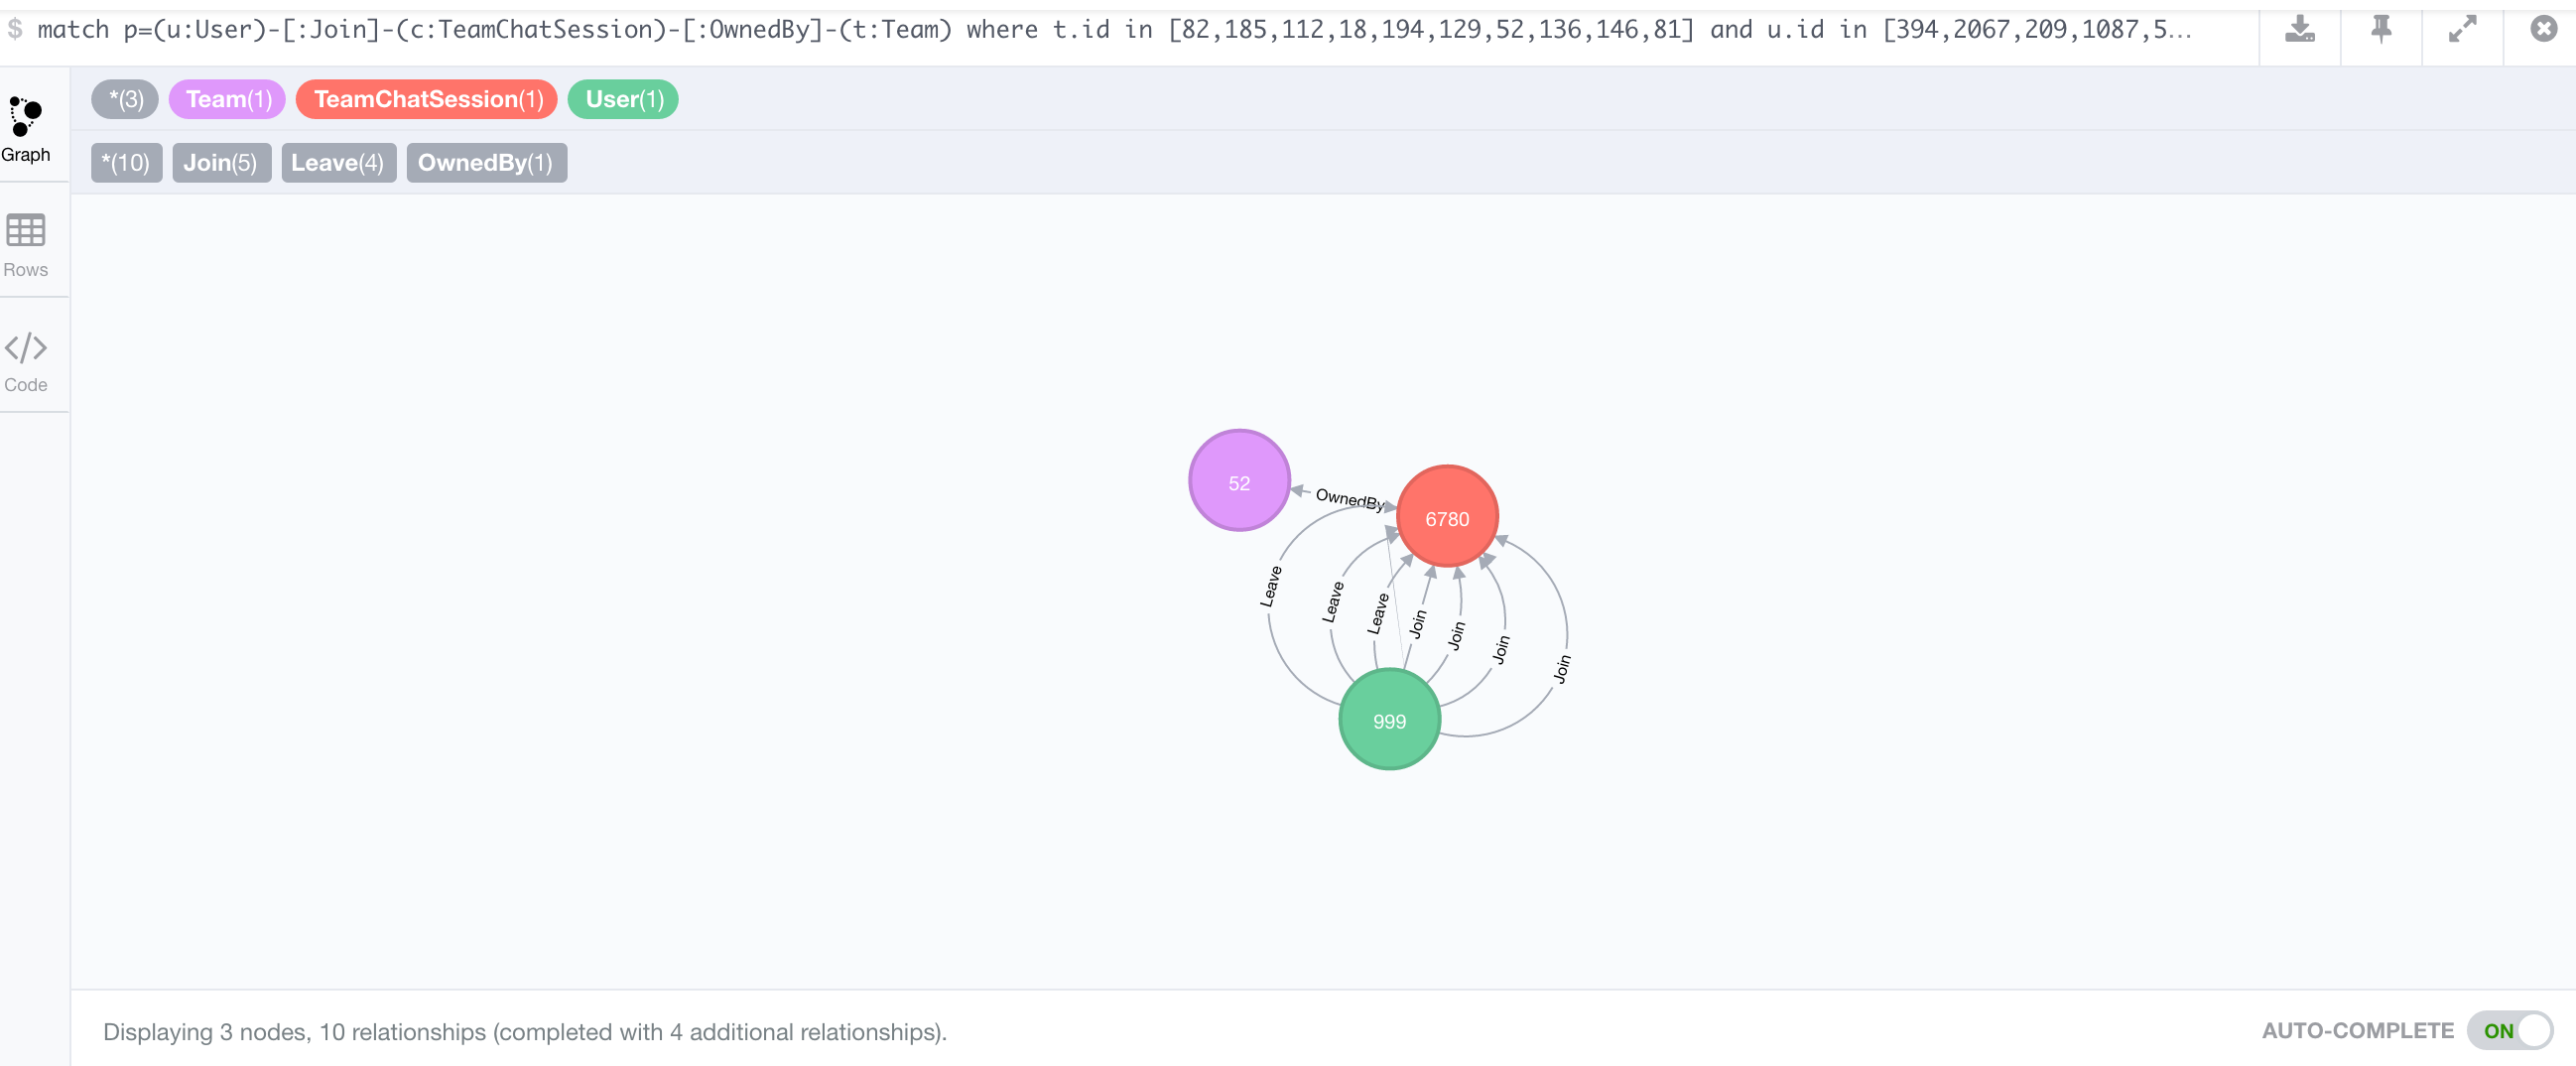 $ match p=(u:User)-[:Join]-(c:TeamChatSession)-[:OwnedBy]-(t:Team) where t.id in [82,185,112,18,194,129,52,136,146,81] and u.id in [394,2067,209,1087,5...
*(3) Team(1) TeamChatSession(1) User(1)
Graph
*(10) Join(5) Leave(4) OwnedBy(1)
Rows
Code
52
OwnedBy
6780
Leave
Leave
Leave
Join
Join
Join
Join
999
Displaying 3 nodes, 10 relationships (completed with 4 additional relationships).
AUTO-COMPLETE ON